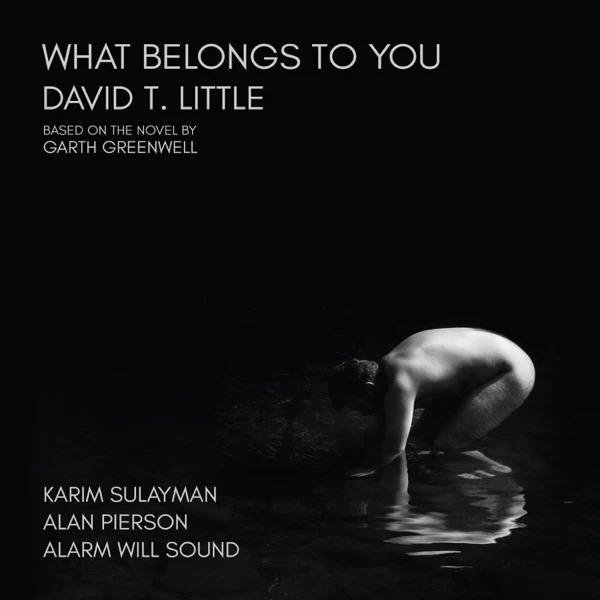 WHAT BELONGS TO YOU
DAVID T. LITTLE
BASED ON THE NOVEL BY
GARTH GREENWELL
KARIM SULAYMAN
ALAN PIERSON
ALARM WILL SOUND